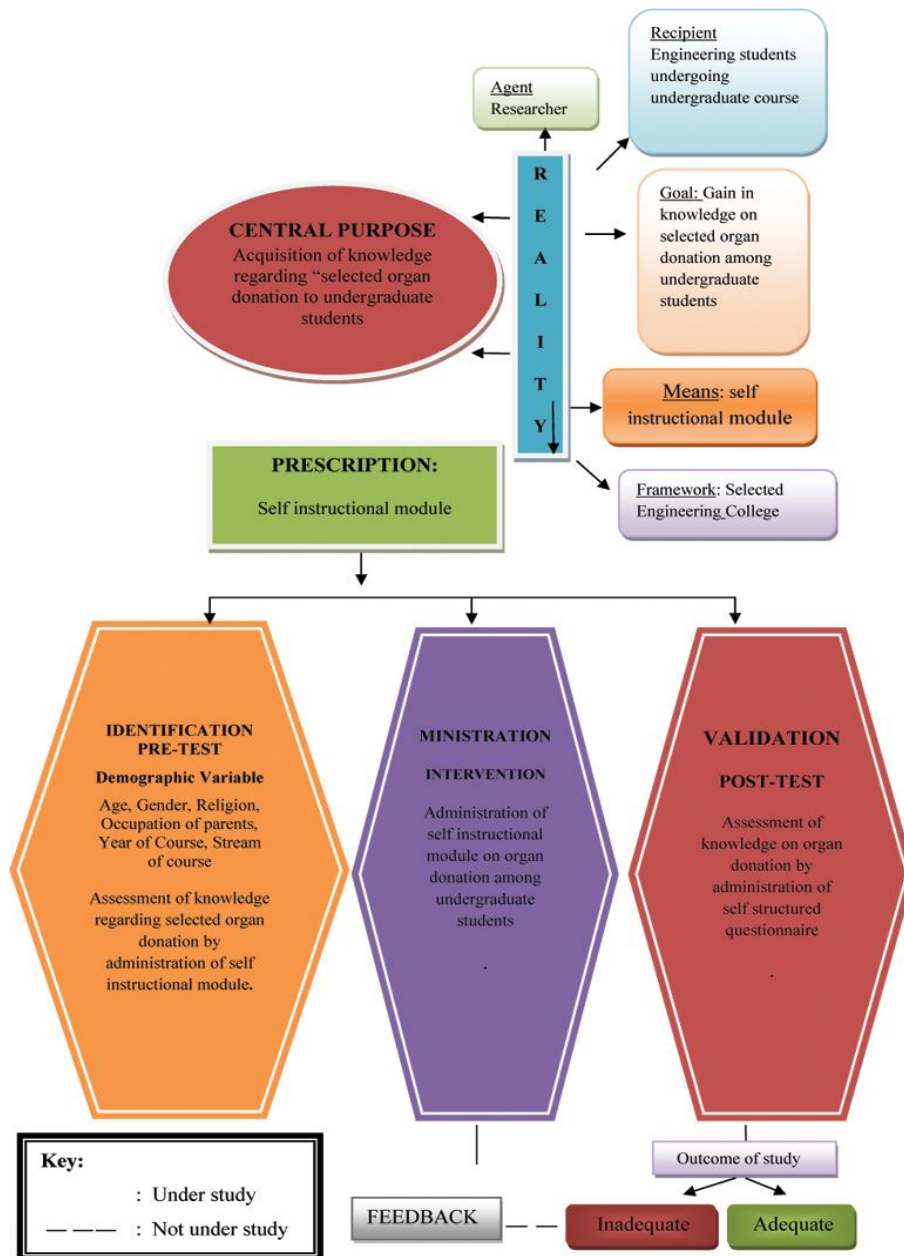 Recipient
Engineering students
undergoing
undergraduate course
Agent
Researcher
R
E
A
L
I
T
Y
CENTRAL PURPOSE
Acquisition of knowledge
regarding “selected organ
donation to undergraduate
students
Goal: Gain in
knowledge on
selected organ
donation among
undergraduate
students
Means: self
instructional module
PRESCRIPTION:
Self instructional module
Framework: Selected
Engineering College
IDENTIFICATION
PRE-TEST
Demographic Variable
Age, Gender, Religion,
Occupation of parents,
Year of Course, Stream
of course
Assessment of knowledge
regarding selected organ
donation by
administration of self
instructional module.
MINISTRATION
INTERVENTION
Administration of
self instructional
module on organ
donation among
undergraduate
students
.
VALIDATION
POST-TEST
Assessment of
knowledge on organ
donation by
administration of
self structured
questionnaire
.
Key:
: Under study
— — — : Not under study
Outcome of study
FEEDBACK
Inadequate
Adequate